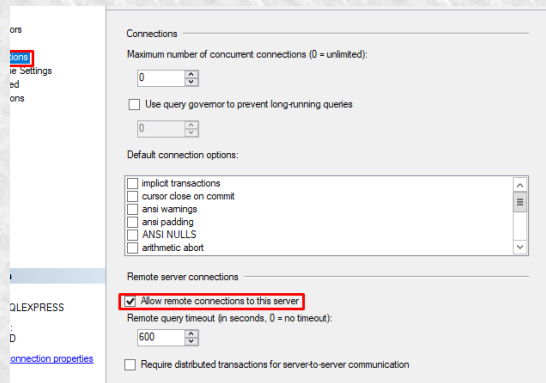 ors
Connections
Maximum number of concurrent connections (0 = unlimited):
ions
e Settings
0
ed
ons
Use query governor to prevent long-running queries
0
Default connection options:
implicit transactions
cursor close on commit
ansi warnings
ansi padding
ANSI NULLS
arithmetic abort
Remote server connections
QLEXPRESS
Allow remote connections to this server
Remote query timeout (in seconds, 0 = no timeout):
:
D
600
onnection properties
Require distributed transactions for server-to-server communication